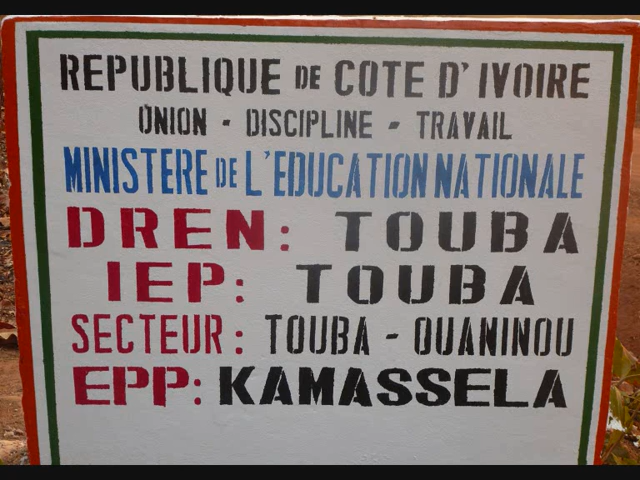 REPUBLIQUE DE COTE D'IVOIRE
UNION - DISCIPLINE - TRAVAIL
MINISTERE DE L'EDUCATION NATIONALE
DREN: TOUBA
IEP: TOUBA
SECTEUR: TOUBA - OUANINOU
EPP: KAMASSELA